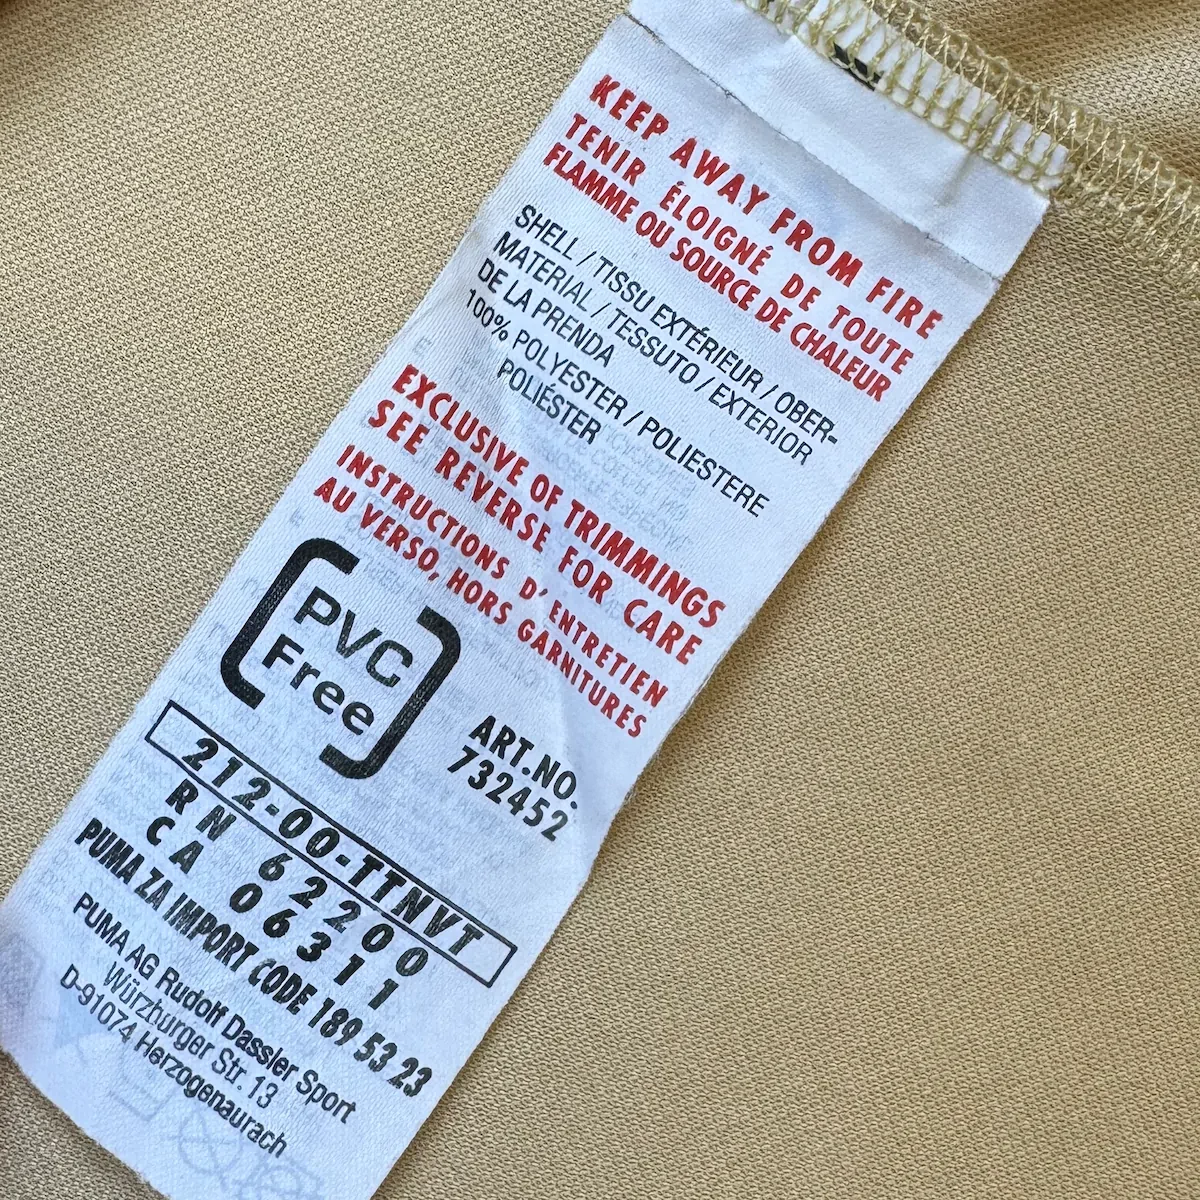 KEEP AWAY FROM FIRE
TENIR ÉLOIGNÉ DE TOUTE
FLAMME OU SOURCE DE CHALEUR
SHELL / TISSU EXTÉRIEUR / OBER-
MATERIAL / TESSUTO / EXTERIOR
DE LA PRENDA
100% POLYESTER / POLIESTERE
POLIÉSTER
EXCLUSIVE OF TRIMMINGS
SEE REVERSE FOR CARE
INSTRUCTIONS D'ENTRETIEN
AU VERSO, HORS GARNITURES
PVC
Free
ART.NO.
732452
212-00-TTNVT
RN 62200
CA 06311
PUMA ZA IMPORT CODE 189 53 23
PUMA AG Rudolf Dassler Sport
Würzburger Str. 13
D-91074 Herzogenaurach